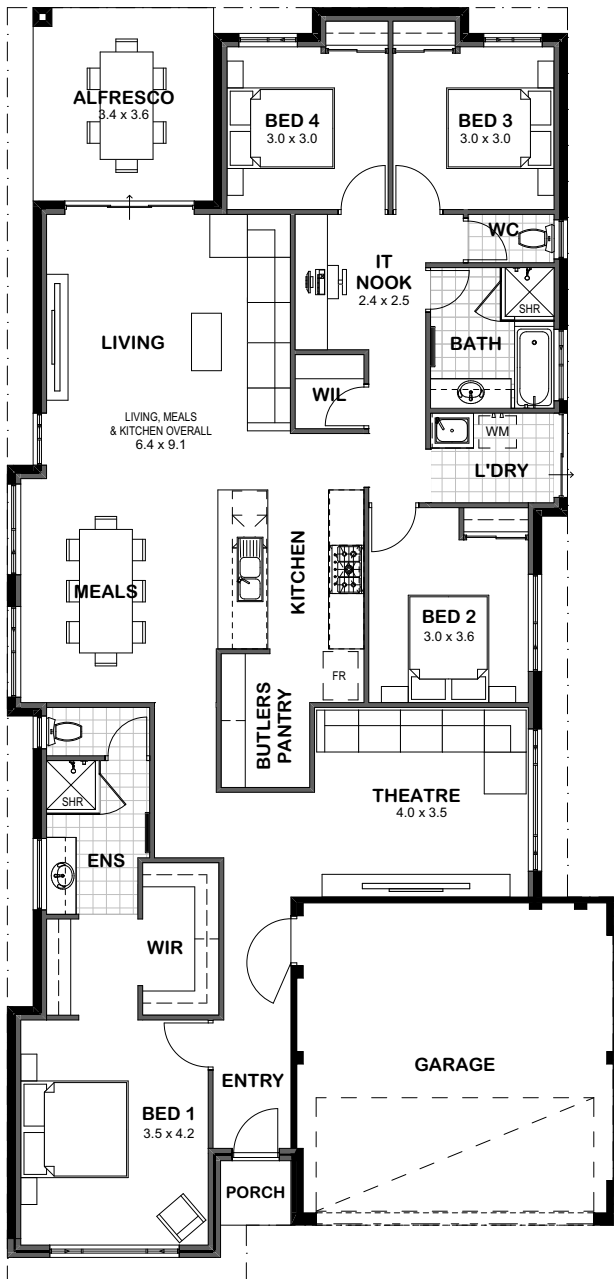 ALFRESCO
3.4 x 3.6
BED 4
3.0 x 3.0
BED 3
3.0 x 3.0
WC
IT
NOOK
2.4 x 2.5
SHR
LIVING
BATH
WIL
LIVING, MEALS
& KITCHEN OVERALL
6.4 x 9.1
WM
L'DRY
KITCHEN
MEALS
BED 2
3.0 x 3.6
FR
BUTLERS
PANTRY
SHR
THEATRE
4.0 x 3.5
ENS
WIR
GARAGE
ENTRY
BED 1
3.5 x 4.2
PORCH